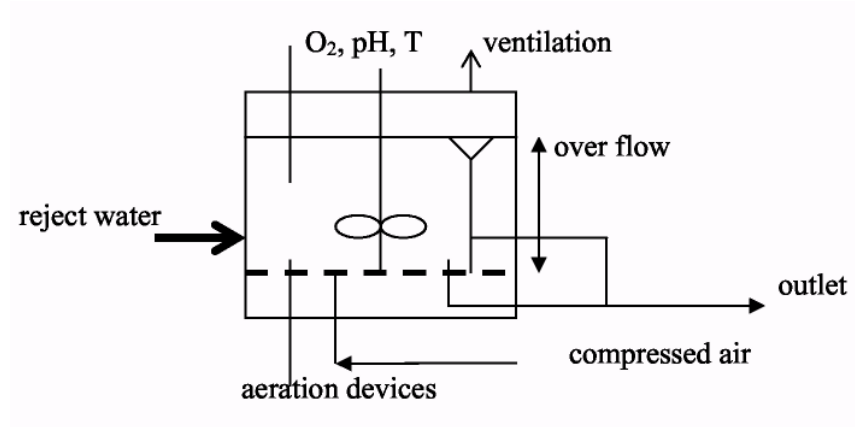 O₂, pH, T
ventilation
over flow
reject water
outlet
compressed air
aeration devices